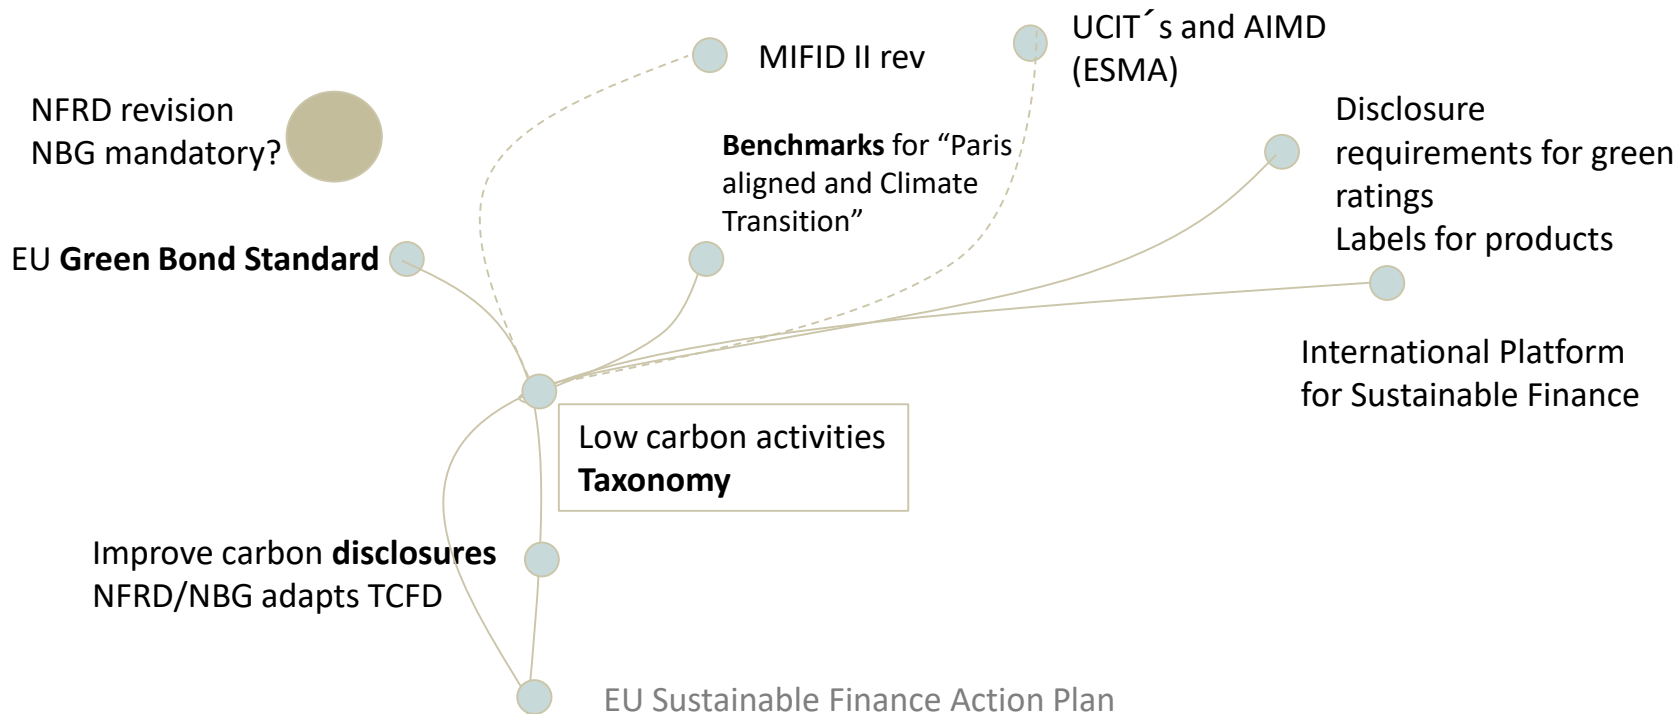 MIFID II rev
UCIT´s and AIMD
(ESMA)
NFRD revision
NBG mandatory?
Benchmarks for “Paris
aligned and Climate
Transition”
Disclosure
requirements for green
ratings
Labels for products
EU Green Bond Standard
International Platform
for Sustainable Finance
Low carbon activities
Taxonomy
Improve carbon disclosures
NFRD/NBG adapts TCFD
EU Sustainable Finance Action Plan